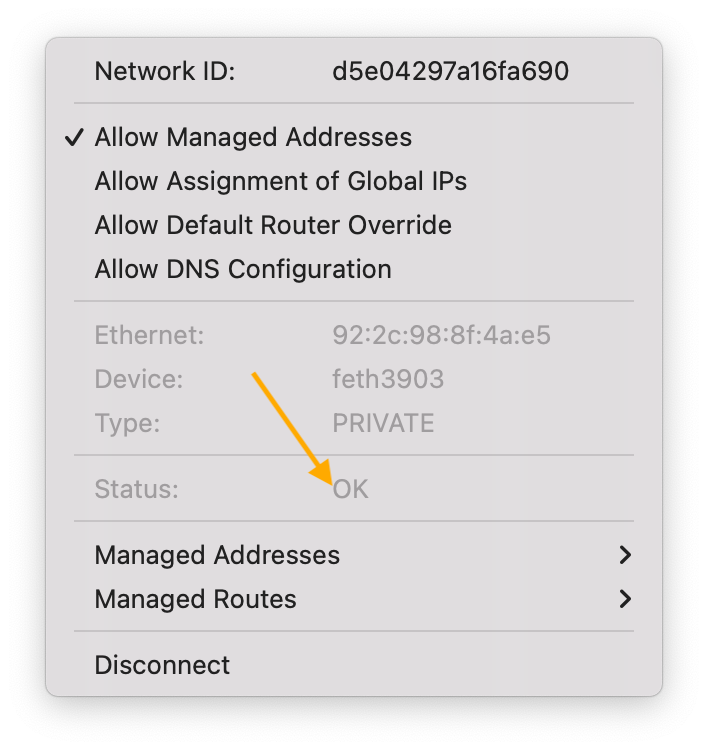 Network ID: d5e04297a16fa690
✓ Allow Managed Addresses
Allow Assignment of Global IPs
Allow Default Router Override
Allow DNS Configuration
Ethernet: 92:2c:98:8f:4a:e5
Device: feth3903
Type: PRIVATE
Status: OK
Managed Addresses >
Managed Routes >
Disconnect